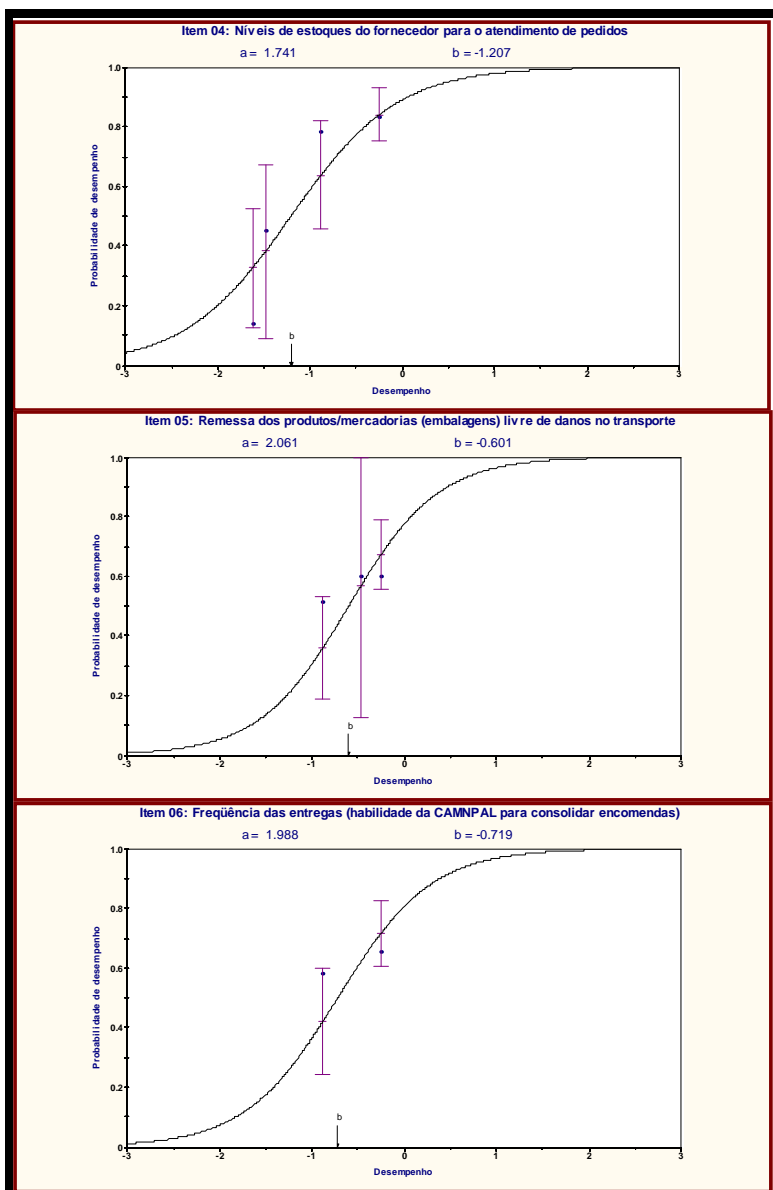 Item 04: Níveis de estoques do fornecedor para o atendimento de pedidos
a = 1.741 b = -1.207
1.0
0.8
0.6
0.4
0.2
0
Probabilidade de desempenho
b
-3 -2 -1 0 1 2 3
Desempenho
Item 05: Remessa dos produtos/mercadorias (embalagens) livre de danos no transporte
a = 2.061 b = -0.601
1.0
0.8
0.6
0.4
0.2
0
Probabilidade de desempenho
b
-3 -2 -1 0 1 2 3
Desempenho
Item 06: Freqüência das entregas (habilidade da CAMNPAL para consolidar encomendas)
a = 1.988 b = -0.719
1.0
0.8
0.6
0.4
0.2
0
Probabilidade de desempenho
b
-3 -2 -1 0 1 2 3
Desempenho